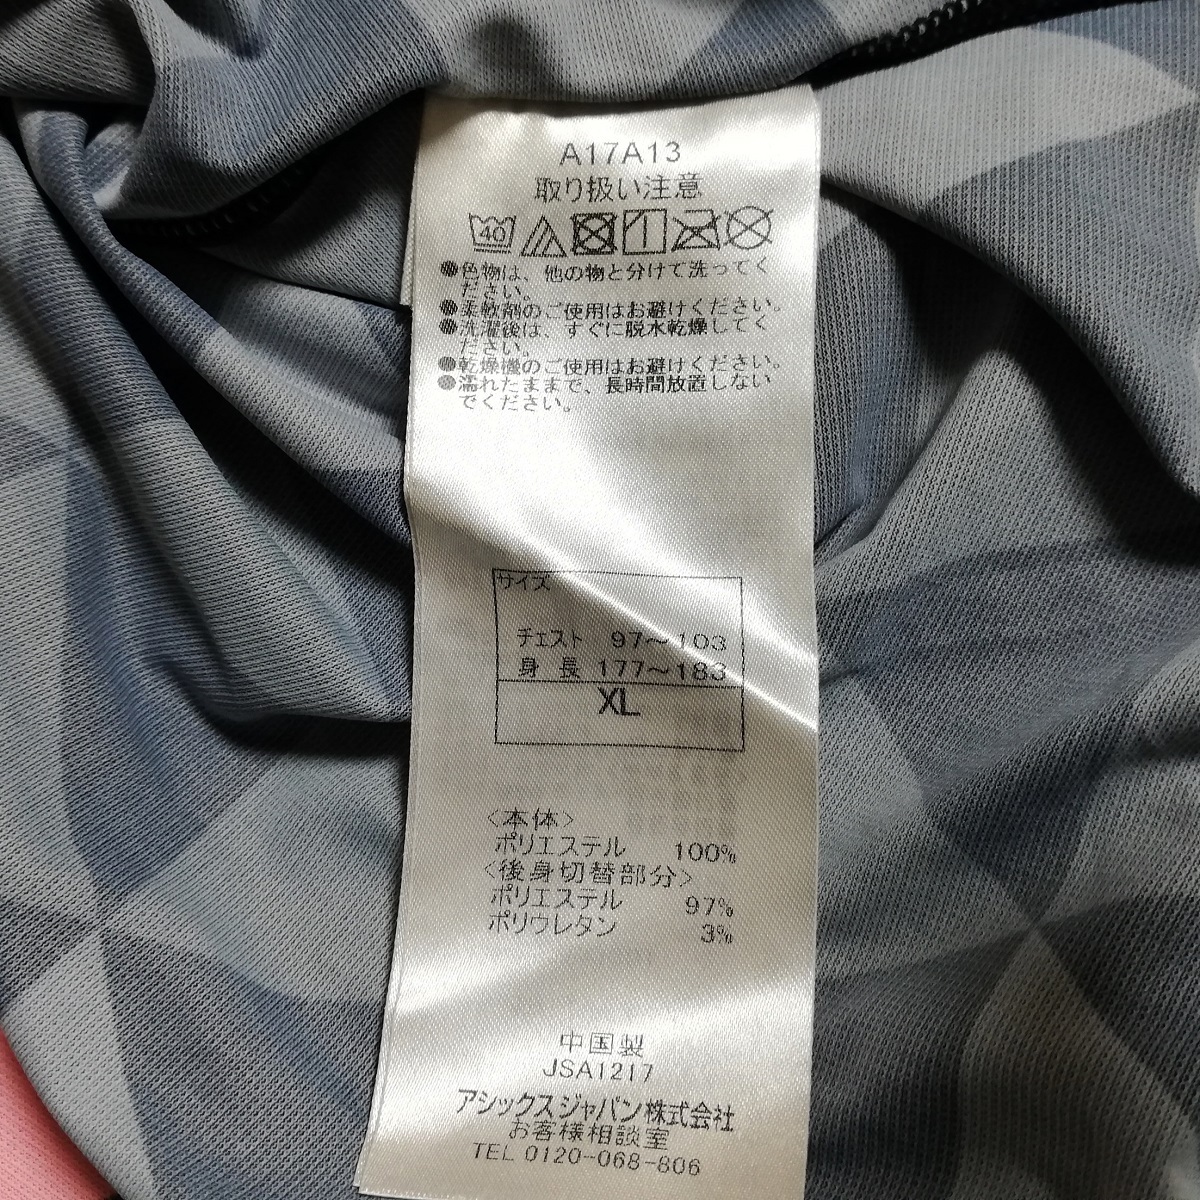 A17A13
取り扱い注意
40
●色物は、他の物と分けて洗ってく
ださい。
●柔軟剤のご使用はお避けください。
●洗濯後は、すぐに脱水乾燥してく
ださい。
●乾燥機のご使用はお避けください。
●濡れたままで、長時間放置しない
でください。
サイズ
チェスト 97～103
身長 177～183
XL
<本体>
ポリエステル 100%
<後身切替部分>
ポリエステル 97%
ポリウレタン 3%
中国製
JSA1217
アシックスジャパン株式会社
お客様相談室
TEL 0120-068-806